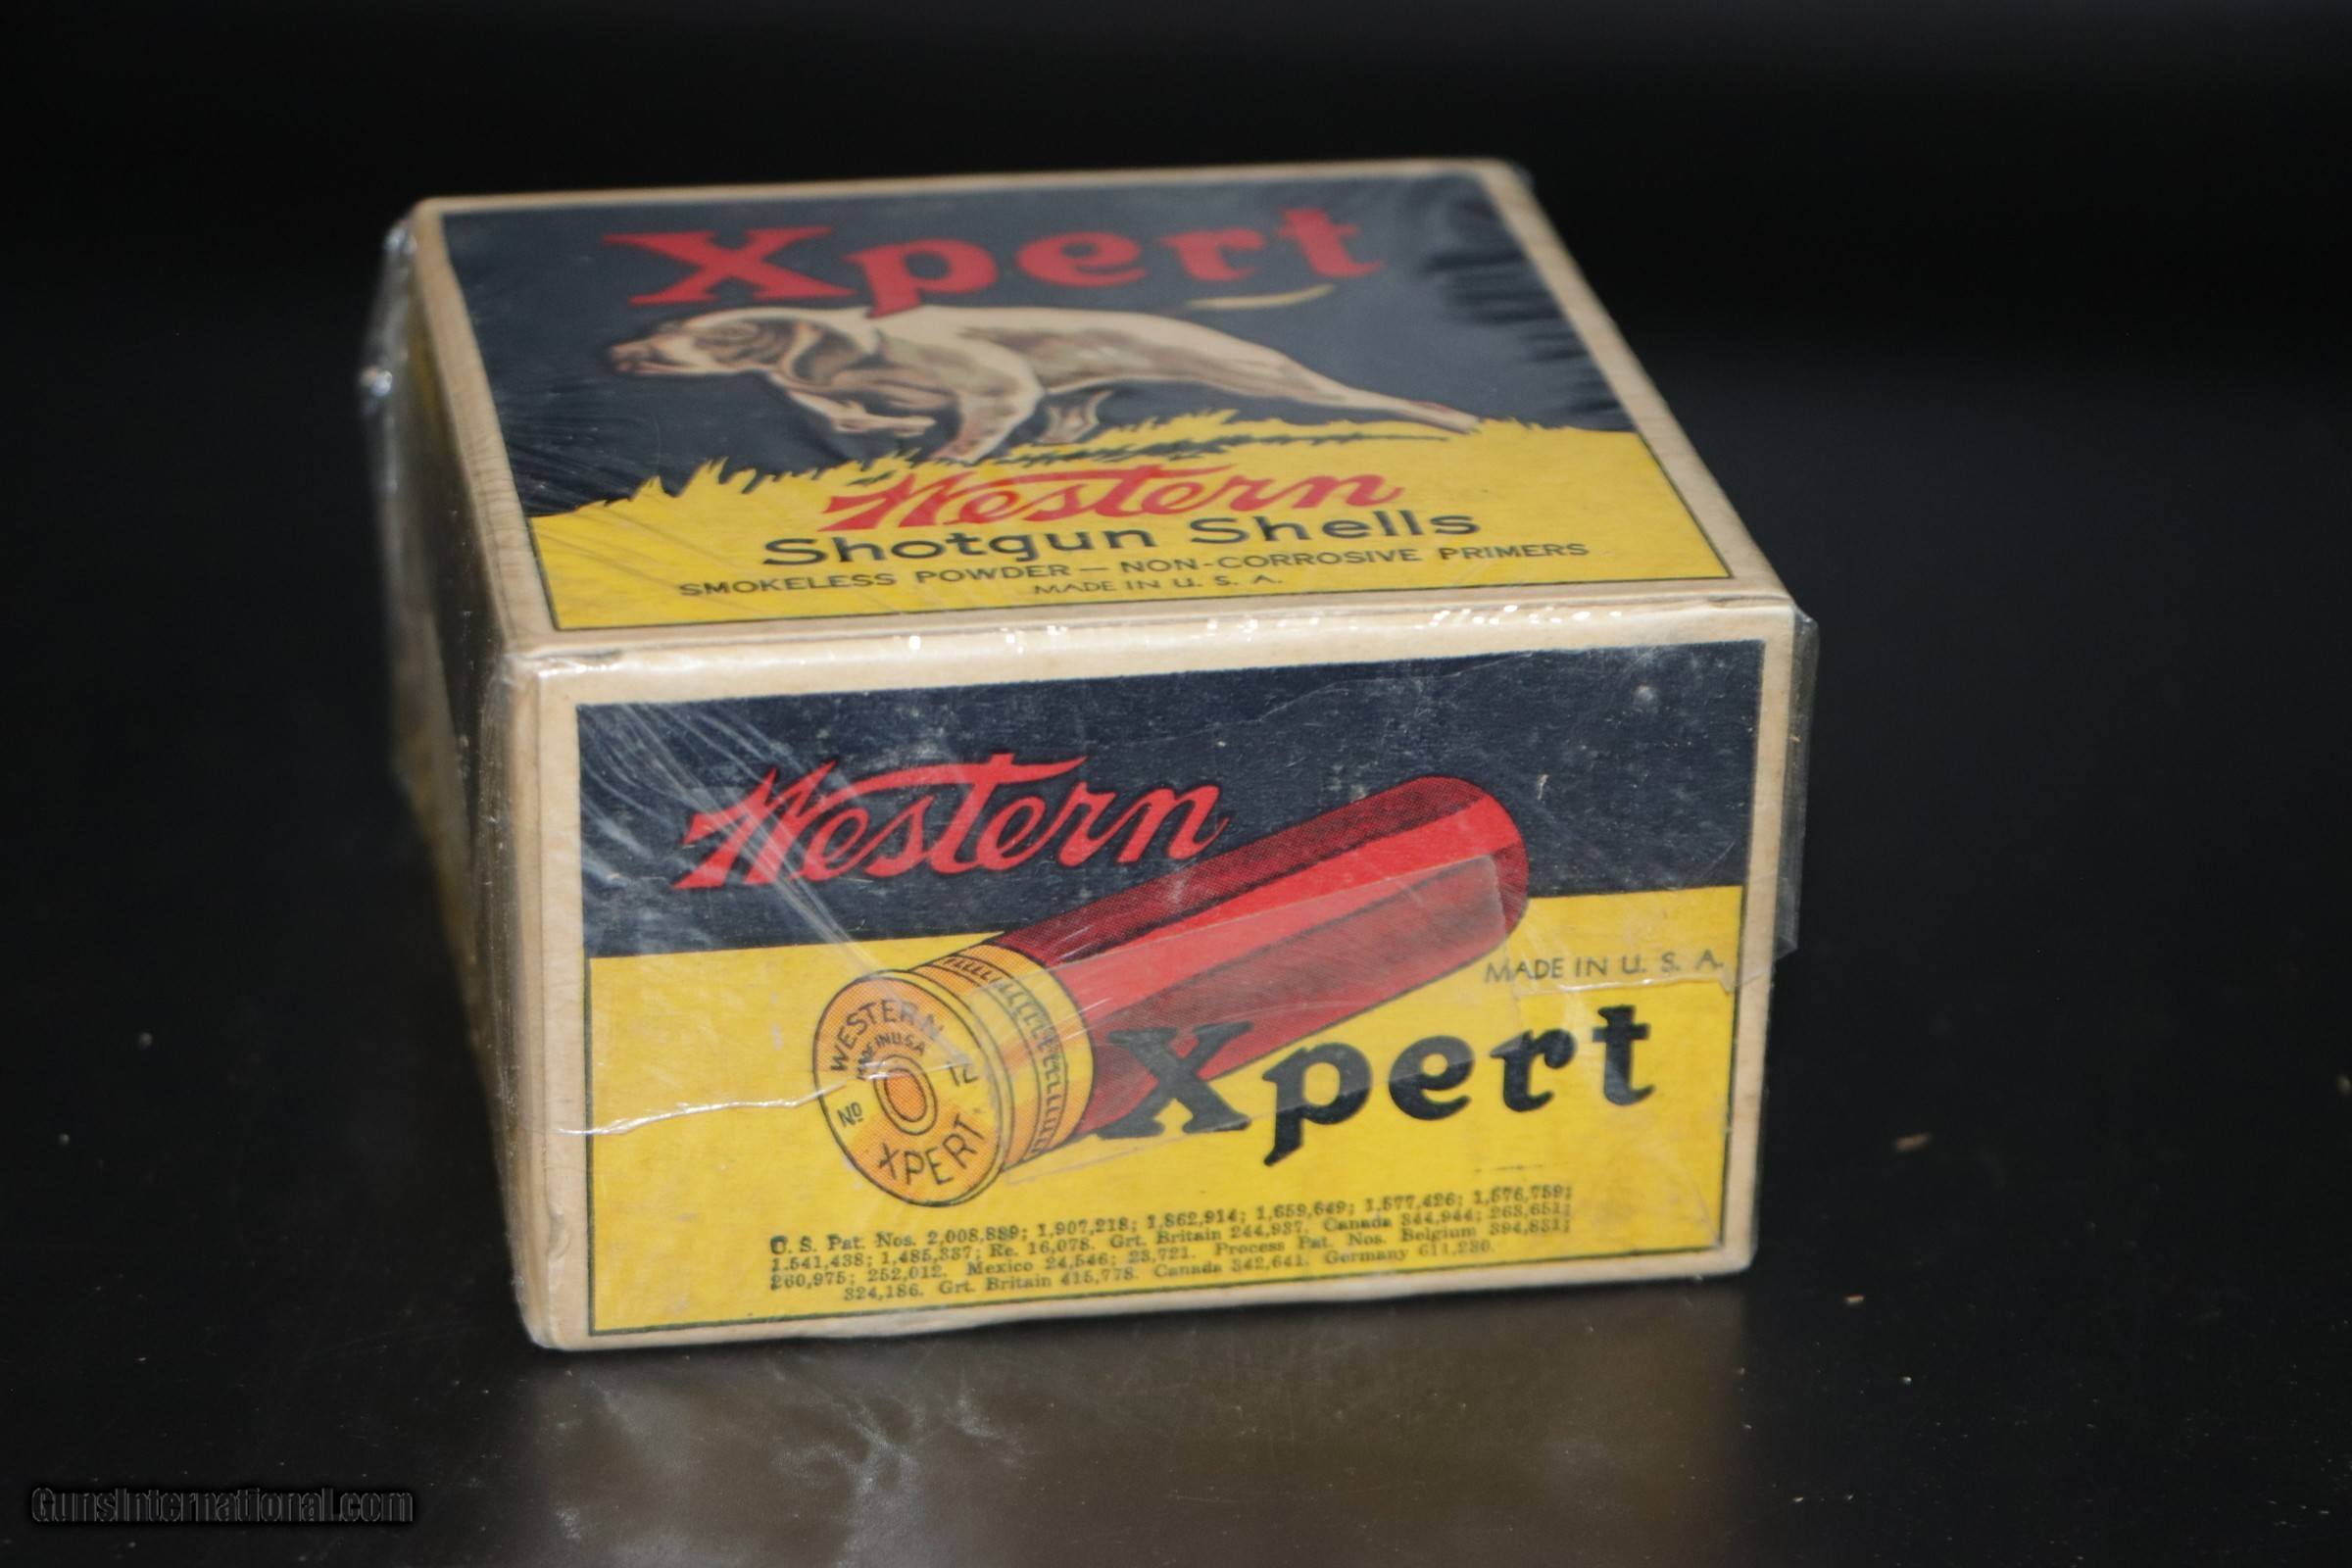 Xpert
Western
Shotgun Shells
SMOKELESS POWDER — NON-CORROSIVE PRIMERS
MADE IN U. S. A.
Western
MADE IN U. S. A.
WESTERN
MADE IN U.S.A
No 12
XPERT
Xpert
U. S. Pat. Nos. 2,008,889; 1,907,218; 1,862,914; 1,659,649; 1,577,426; 1,576,759;
1,541,438; 1,485,337; Re. 16,078. Grt. Britain 244,937. Canada 344,944; 263,651;
260,975; 252,012. Mexico 24,546; 23,721. Process Pat. Nos. Belgium 394,831;
324,186. Grt. Britain 415,778. Canada 342,641. Germany 611,230.
GunsInternational.com